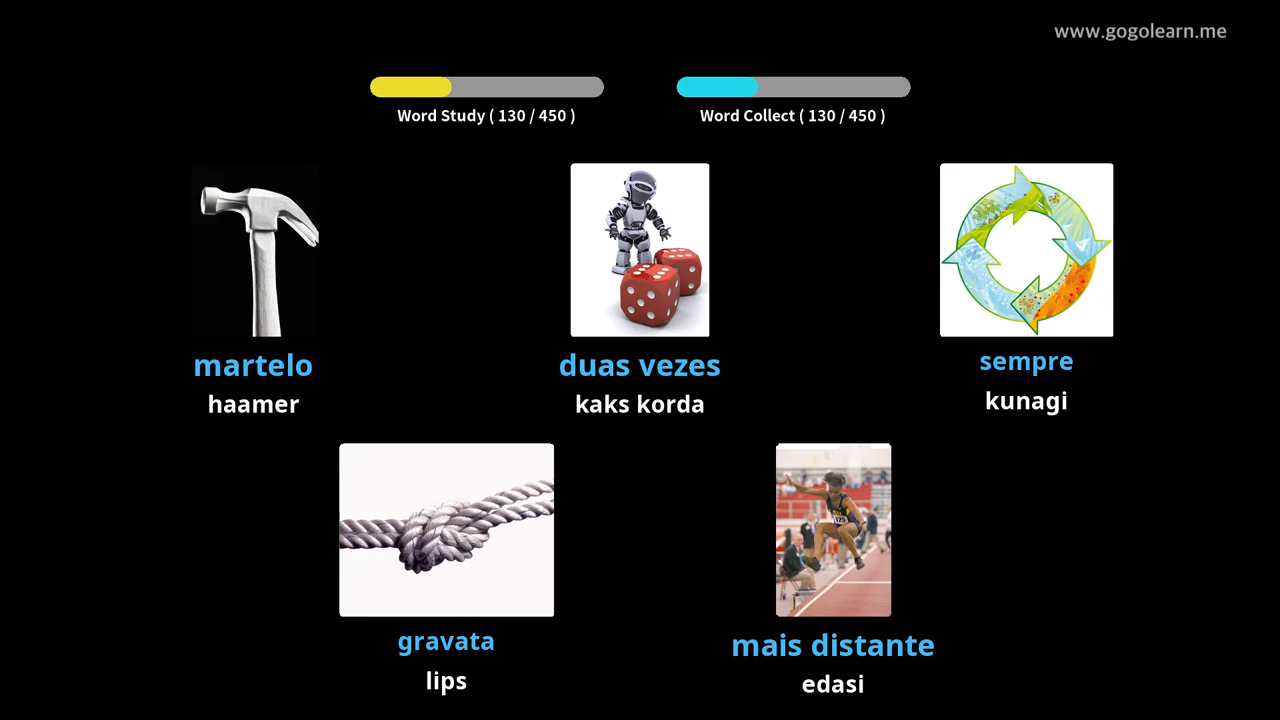 www.gogolearn.me
Word Study ( 130 / 450 )
Word Collect ( 130 / 450 )
martelo
haamer
duas vezes
kaks korda
sempre
kunagi
gravata
lips
mais distante
edasi